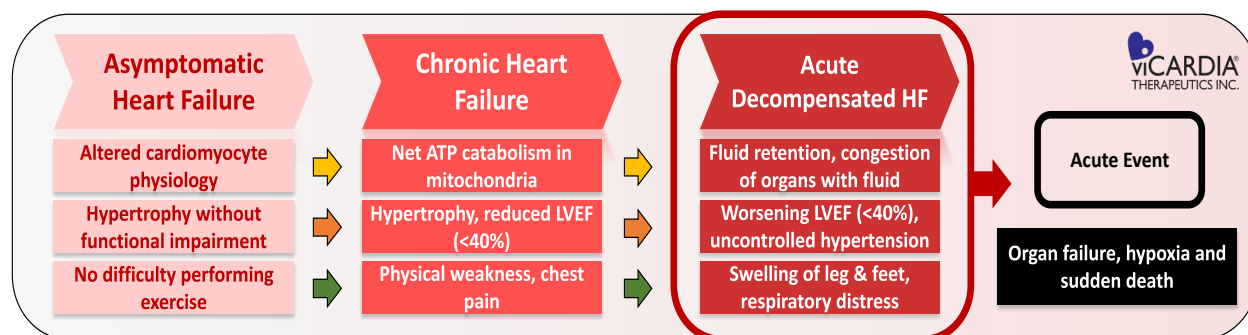 Asymptomatic
Heart Failure
Altered cardiomyocyte
physiology
Hypertrophy without
functional impairment
No difficulty performing
exercise
Chronic Heart
Failure
Net ATP catabolism in
mitochondria
Hypertrophy, reduced LVEF
(<40%)
Physical weakness, chest
pain
Acute
Decompensated HF
Fluid retention, congestion
of organs with fluid
Worsening LVEF (<40%),
uncontrolled hypertension
Swelling of leg & feet,
respiratory distress
viCARDIA®
THERAPEUTICS INC.
Acute Event
Organ failure, hypoxia and
sudden death